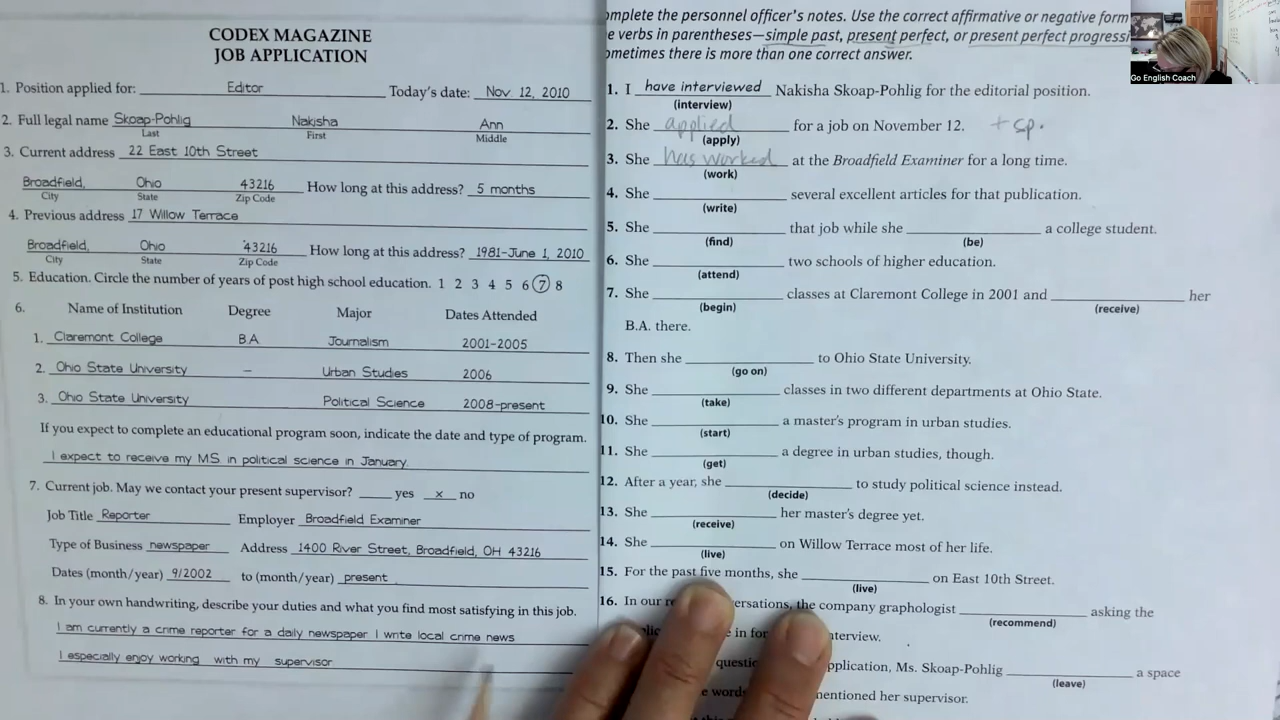 CODEX MAGAZINE
JOB APPLICATION
1. Position applied for: Editor Today's date: Nov. 12, 2010
2. Full legal name Skoap-Pohlig Nakisha Ann
Last First Middle
3. Current address 22 East 10th Street
Broadfield, Ohio 43216 How long at this address? 5 months
City State Zip Code
4. Previous address 17 Willow Terrace
Broadfield, Ohio 43216 How long at this address? 1981-June 1, 2010
City State Zip Code
5. Education. Circle the number of years of post high school education. 1 2 3 4 5 6 7 8
6. Name of Institution Degree Major Dates Attended
1. Claremont College B.A. Journalism 2001-2005
2. Ohio State University – Urban Studies 2006
3. Ohio State University Political Science 2008-present
If you expect to complete an educational program soon, indicate the date and type of program.
I expect to receive my MS in political science in January.
7. Current job. May we contact your present supervisor? yes x no
Job Title Reporter Employer Broadfield Examiner
Type of Business newspaper Address 1400 River Street, Broadfield, OH 43216
Dates (month/year) 9/2002 to (month/year) present
8. In your own handwriting, describe your duties and what you find most satisfying in this job.
I am currently a crime reporter for a daily newspaper I write local crime news
I especially enjoy working with my supervisor
omplete the personnel officer's notes. Use the correct affirmative or negative form
e verbs in parentheses—simple past, present perfect, or present perfect progressi
ometimes there is more than one correct answer.
1. I have interviewed Nakisha Skoap-Pohlig for the editorial position.
(interview)
2. She applied for a job on November 12. + sp.
(apply)
3. She has worked at the Broadfield Examiner for a long time.
(work)
4. She several excellent articles for that publication.
(write)
5. She that job while she a college student.
(find) (be)
6. She two schools of higher education.
(attend)
7. She classes at Claremont College in 2001 and her
(begin) (receive)
B.A. there.
8. Then she to Ohio State University.
(go on)
9. She classes in two different departments at Ohio State.
(take)
10. She a master's program in urban studies.
(start)
11. She a degree in urban studies, though.
(get)
12. After a year, she to study political science instead.
(decide)
13. She her master's degree yet.
(receive)
14. She on Willow Terrace most of her life.
(live)
15. For the past five months, she on East 10th Street.
(live)
16. In our the company graphologist asking the
(recommend)
in for
question Ms. Skoap-Pohlig a space
(leave)
words mentioned her supervisor.
Go English Coach